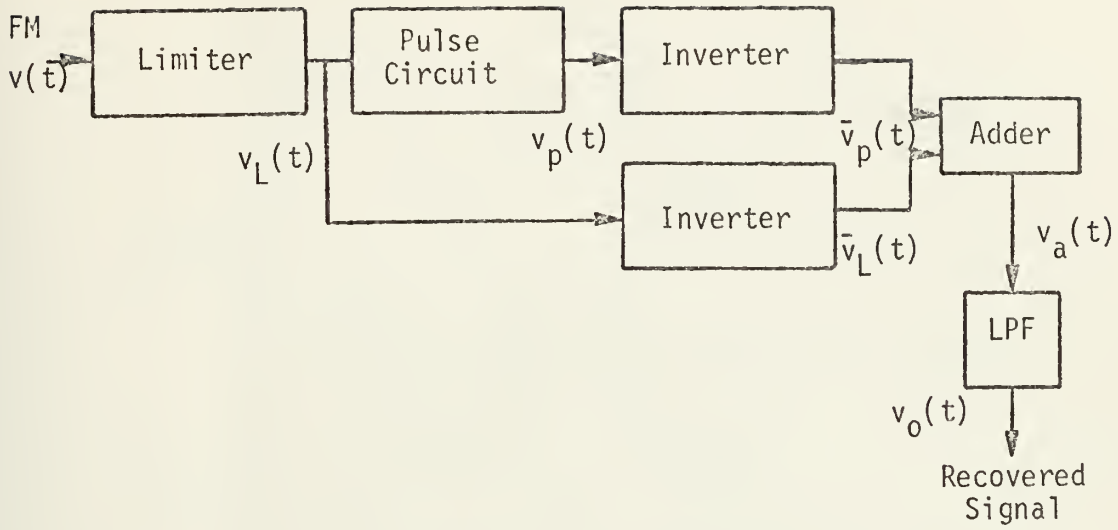 FM
v(t)
Limiter
Pulse
Circuit
Inverter
v_L(t)
v_p(t)
v̄_p(t)
Adder
Inverter
v̄_L(t)
v_a(t)
LPF
v_o(t)
Recovered
Signal